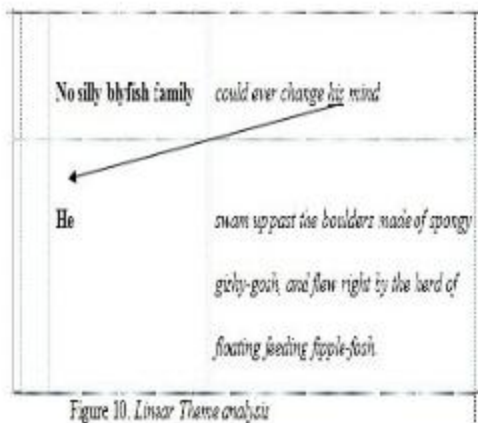 No silly blyfish family could ever change his mind
He swam up past the boulders made of spongy
gishy-gosh, and flew right by the herd of
floating feeding fipple-fosh
Figure 10. Linear Theme analysis